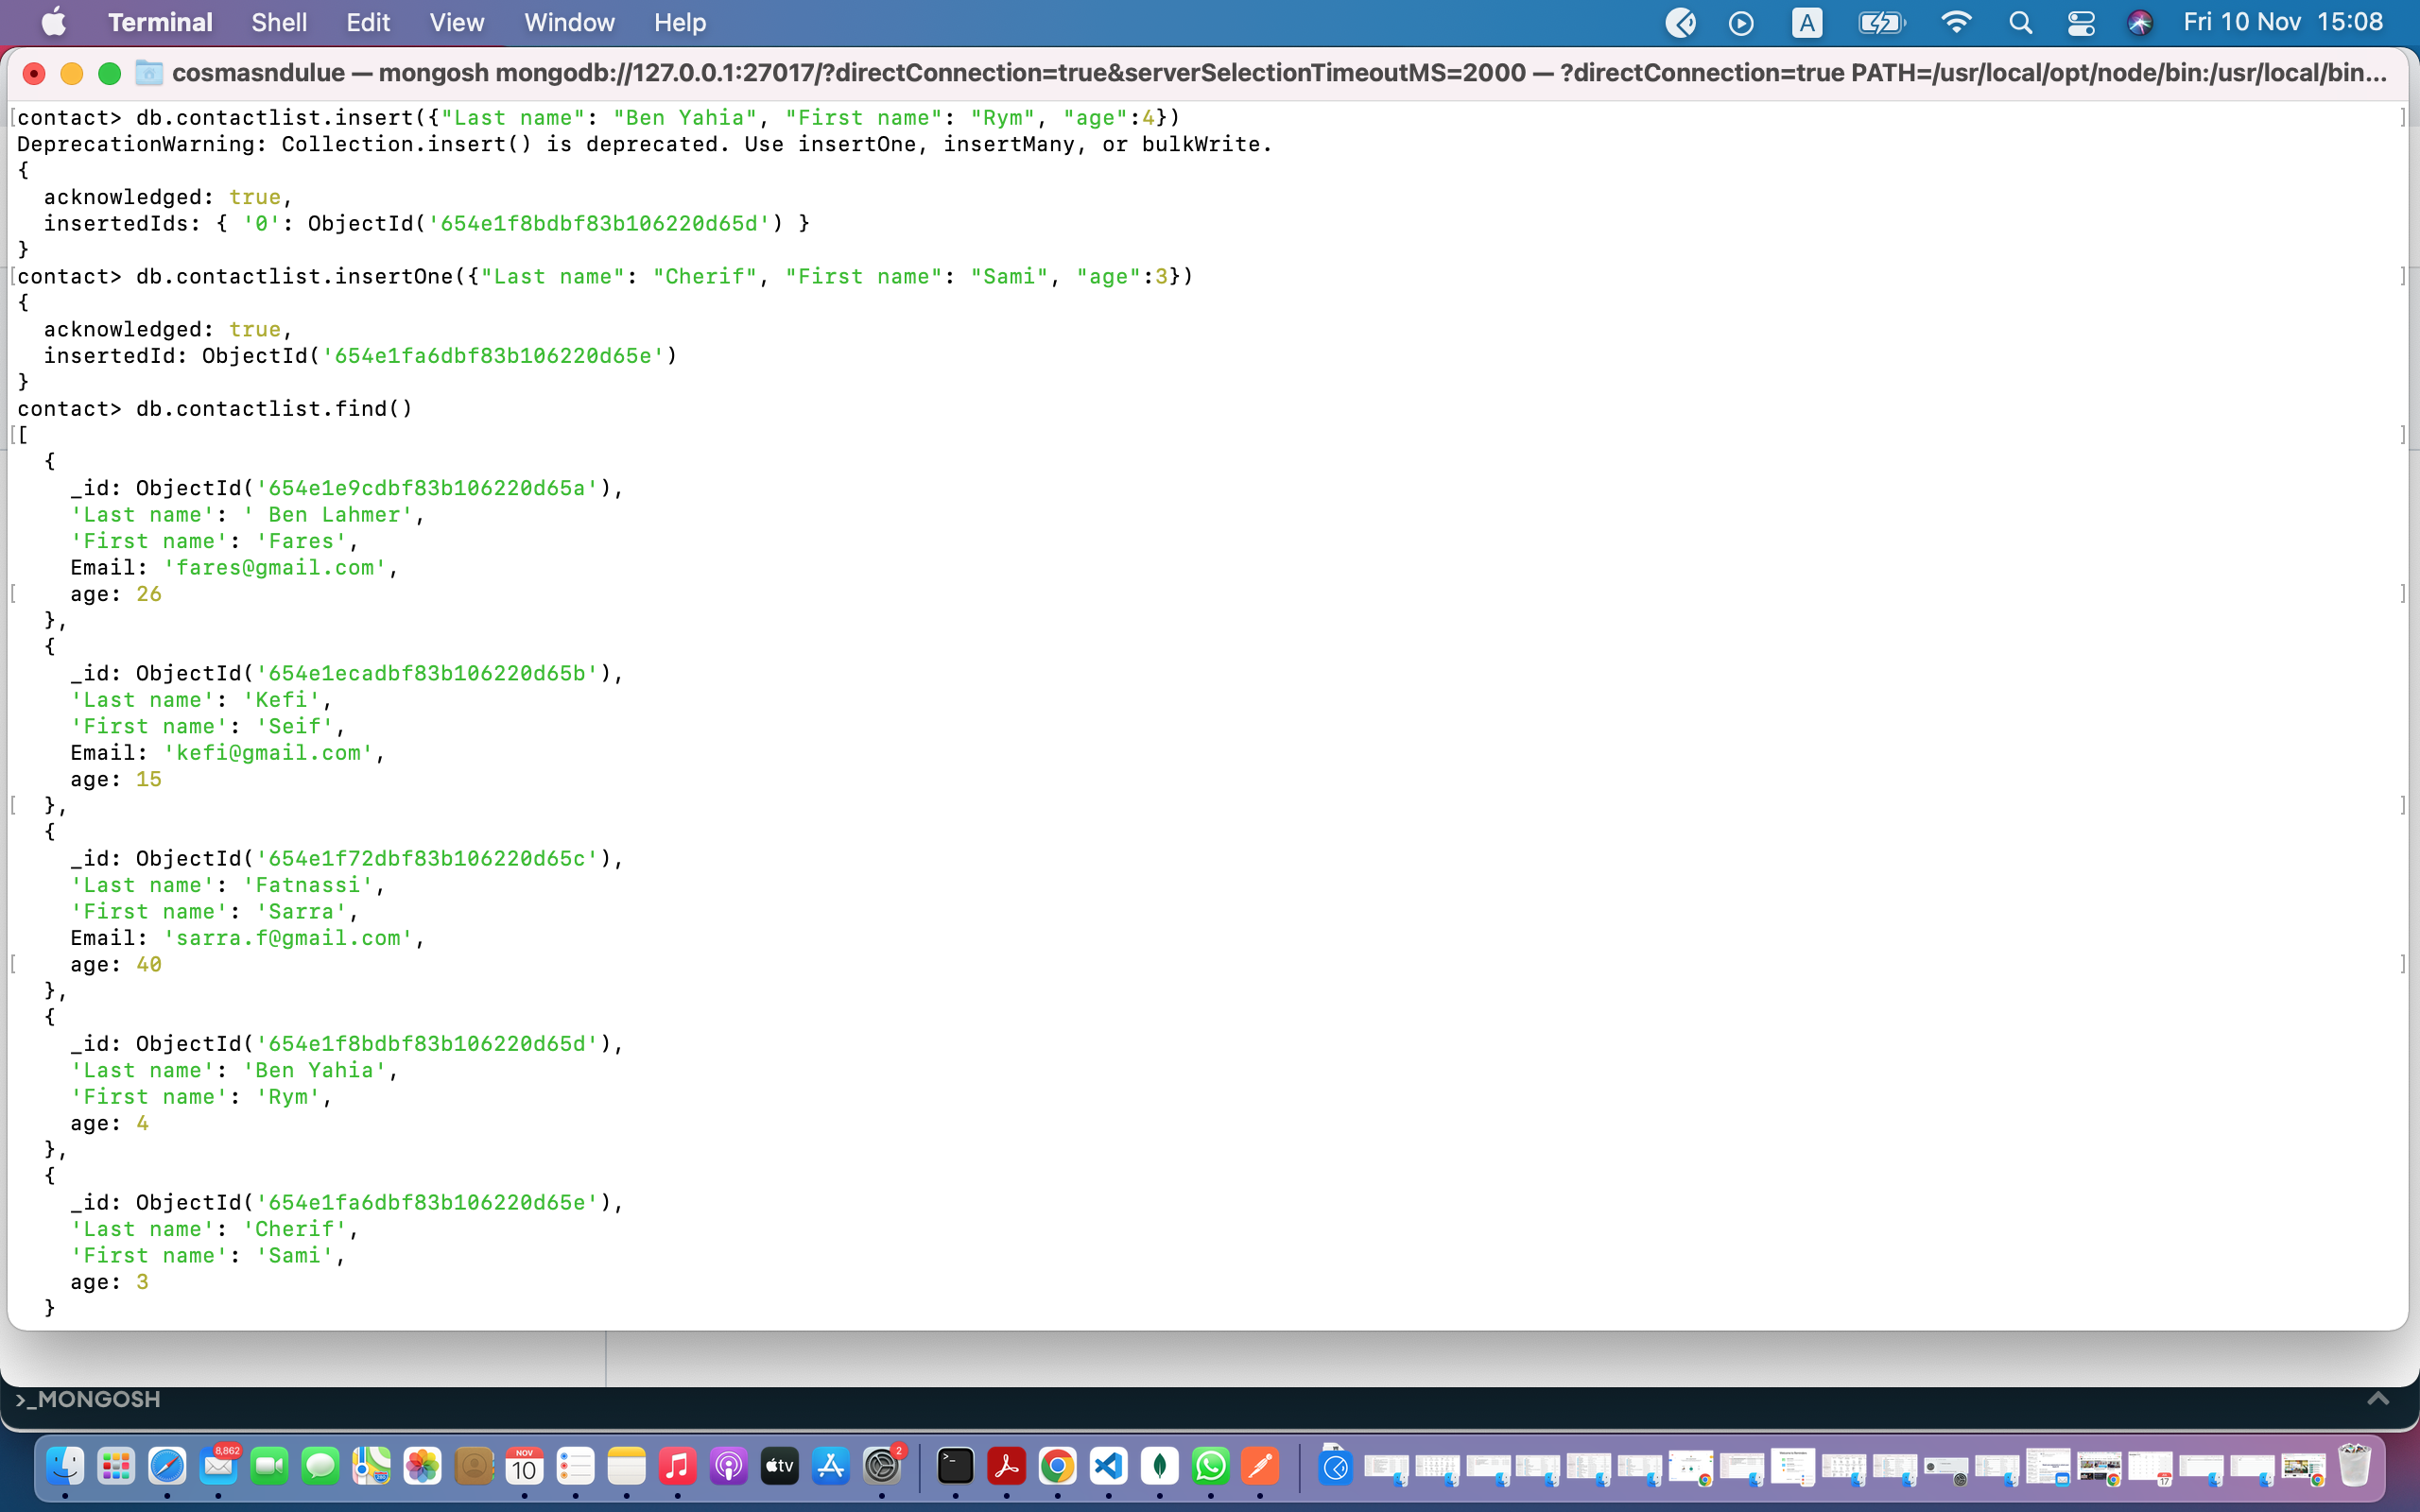 Terminal Shell Edit View Window Help A Fri 10 Nov 15:08
cosmasndulue — mongosh mongodb://127.0.0.1:27017/?directConnection=true&serverSelectionTimeoutMS=2000 — ?directConnection=true PATH=/usr/local/opt/node/bin:/usr/local/bin...
[contact> db.contactlist.insert({"Last name": "Ben Yahia", "First name": "Rym", "age":4}) ]
DeprecationWarning: Collection.insert() is deprecated. Use insertOne, insertMany, or bulkWrite.
{
  acknowledged: true,
  insertedIds: { '0': ObjectId('654e1f8bdbf83b106220d65d') }
}
[contact> db.contactlist.insertOne({"Last name": "Cherif", "First name": "Sami", "age":3}) ]
{
  acknowledged: true,
  insertedId: ObjectId('654e1fa6dbf83b106220d65e')
}
contact> db.contactlist.find()
[[ ]
  {
    _id: ObjectId('654e1e9cdbf83b106220d65a'),
    'Last name': ' Ben Lahmer',
    'First name': 'Fares',
    Email: 'fares@gmail.com',
[    age: 26 ]
  },
  {
    _id: ObjectId('654e1ecadbf83b106220d65b'),
    'Last name': 'Kefi',
    'First name': 'Seif',
    Email: 'kefi@gmail.com',
    age: 15
[  }, ]
  {
    _id: ObjectId('654e1f72dbf83b106220d65c'),
    'Last name': 'Fatnassi',
    'First name': 'Sarra',
    Email: 'sarra.f@gmail.com',
[    age: 40 ]
  },
  {
    _id: ObjectId('654e1f8bdbf83b106220d65d'),
    'Last name': 'Ben Yahia',
    'First name': 'Rym',
    age: 4
  },
  {
    _id: ObjectId('654e1fa6dbf83b106220d65e'),
    'Last name': 'Cherif',
    'First name': 'Sami',
    age: 3
  }
>_MONGOSH
8,862 NOV 10 tv 2 >_ 17